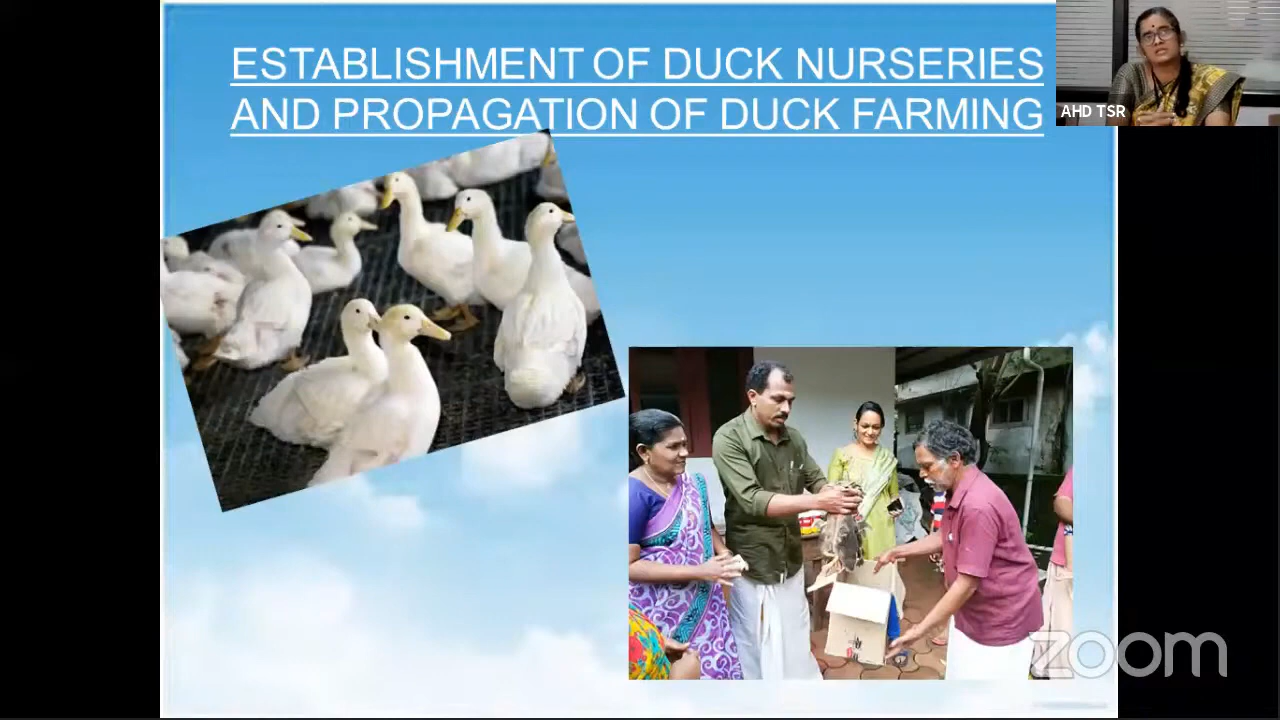 ESTABLISHMENT OF DUCK NURSERIES
AND PROPAGATION OF DUCK FARMING
AHD TSR
zoom